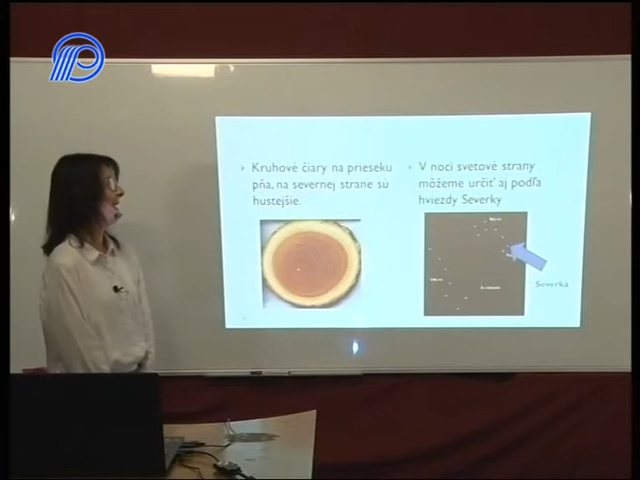 Kruhové čiary na prieseku
pňa, na severnej strane sú
hustejšie.
V noci svetové strany
môžeme určiť aj podľa
hviezdy Severky
Severka